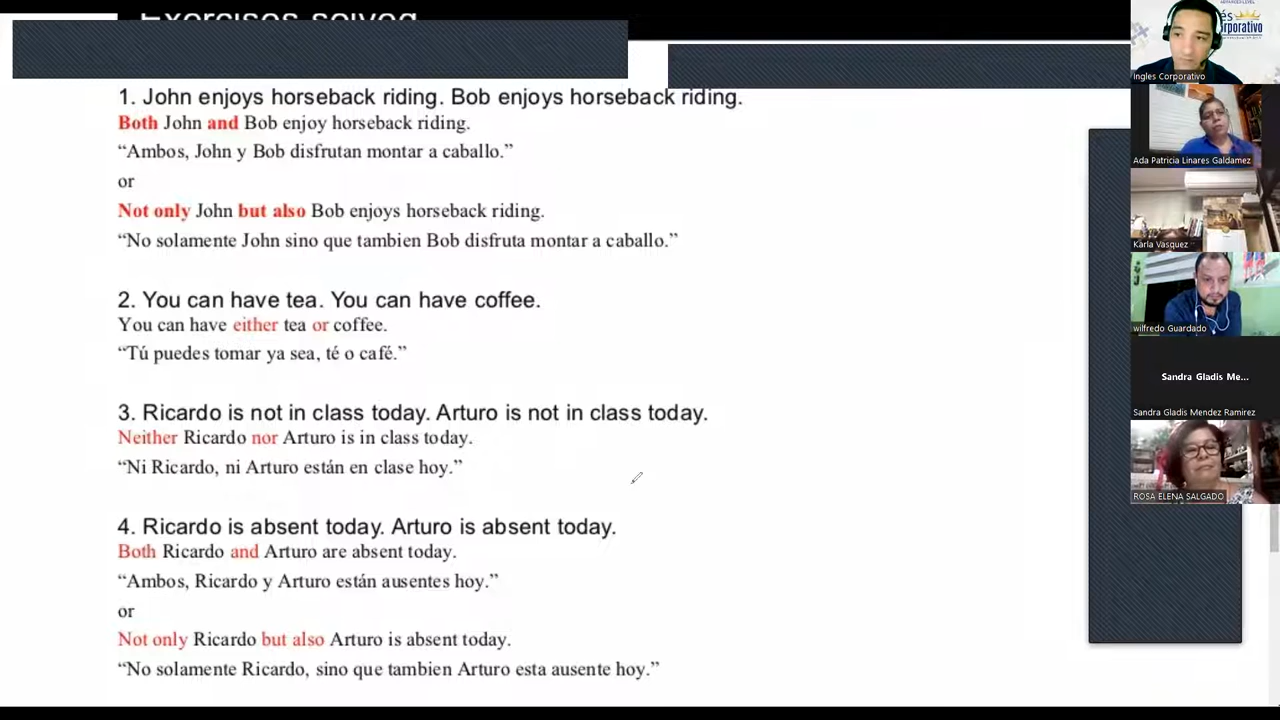 Exercises solved
1. John enjoys horseback riding. Bob enjoys horseback riding.
Both John and Bob enjoy horseback riding.
“Ambos, John y Bob disfrutan montar a caballo.”
or
Not only John but also Bob enjoys horseback riding.
“No solamente John sino que tambien Bob disfruta montar a caballo.”
2. You can have tea. You can have coffee.
You can have either tea or coffee.
“Tú puedes tomar ya sea, té o café.”
3. Ricardo is not in class today. Arturo is not in class today.
Neither Ricardo nor Arturo is in class today.
“Ni Ricardo, ni Arturo están en clase hoy.”
4. Ricardo is absent today. Arturo is absent today.
Both Ricardo and Arturo are absent today.
“Ambos, Ricardo y Arturo están ausentes hoy.”
or
Not only Ricardo but also Arturo is absent today.
“No solamente Ricardo, sino que tambien Arturo esta ausente hoy.”
Ingles Corporativo
Ada Patricia Linares Galdamez
Karla Vasquez
wilfredo Guardado
Sandra Gladis Me...
Sandra Gladis Mendez Ramirez
ROSA ELENA SALGADO